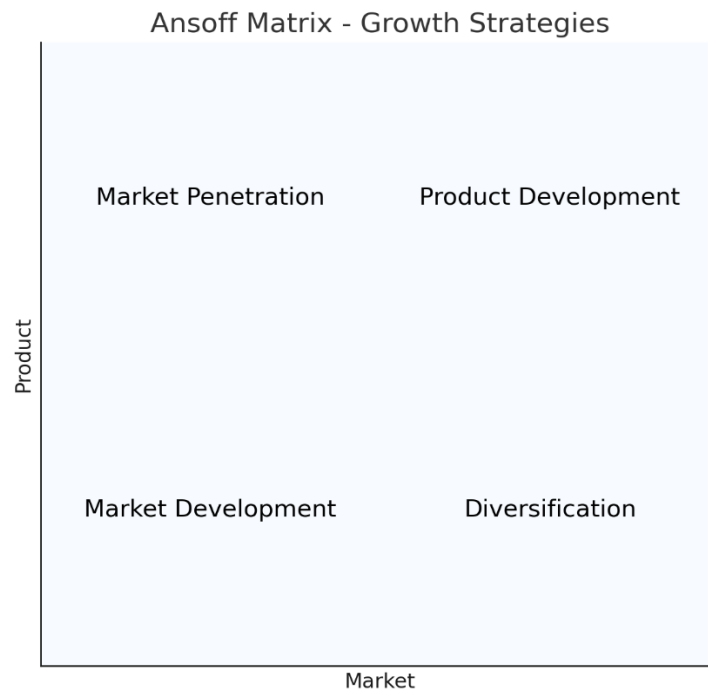 Ansoff Matrix - Growth Strategies
Market Penetration
Product Development
Product
Market Development
Diversification
Market